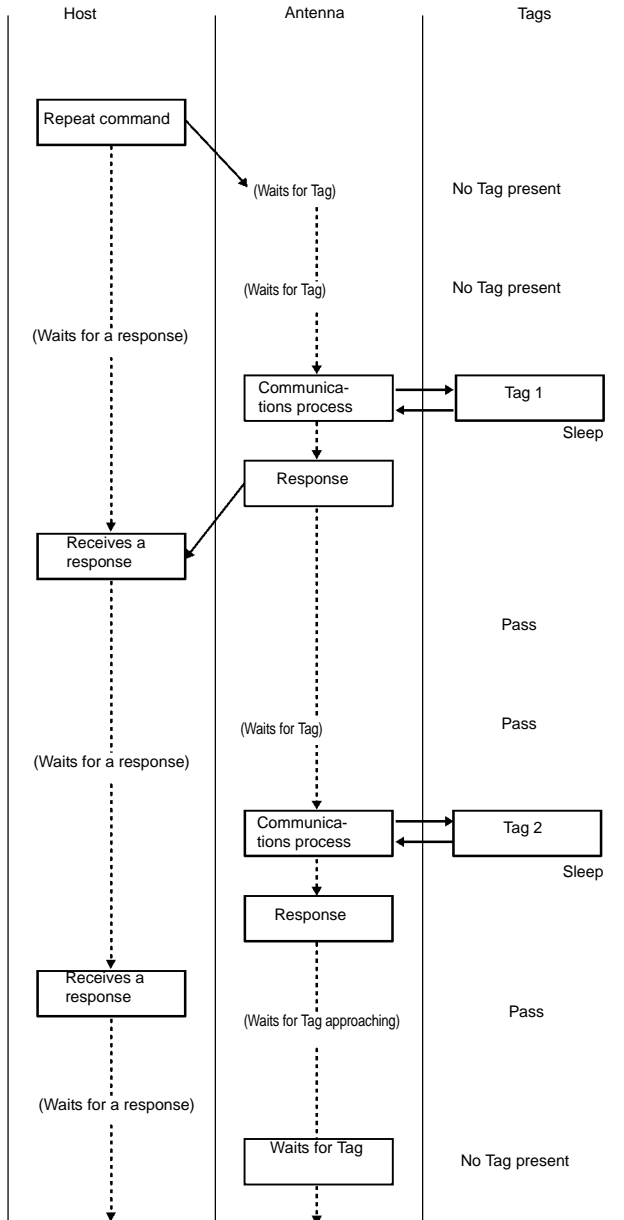 Host
Antenna
Tags
Repeat command
(Waits for Tag)
No Tag present
(Waits for Tag)
No Tag present
(Waits for a response)
Communica-
tions process
Tag 1
Sleep
Response
Receives a
response
Pass
(Waits for Tag)
Pass
(Waits for a response)
Communica-
tions process
Tag 2
Sleep
Response
Receives a
response
(Waits for Tag approaching)
Pass
(Waits for a response)
Waits for Tag
No Tag present